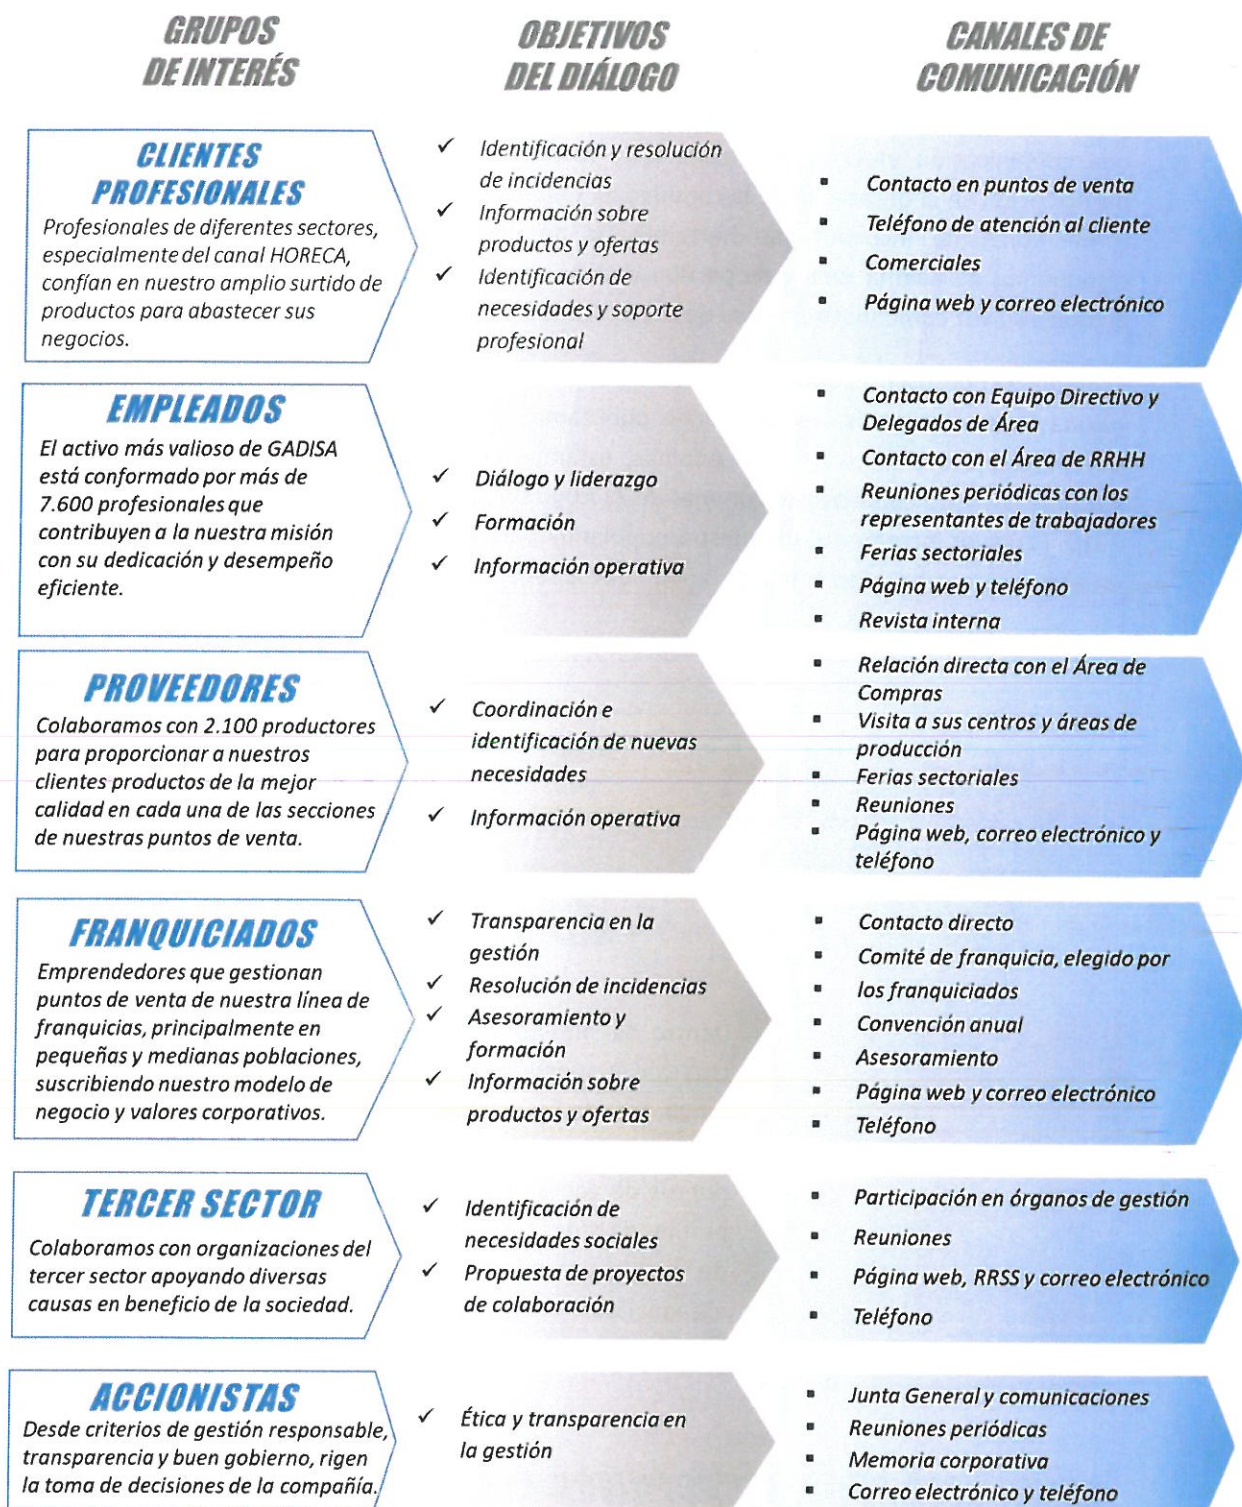 GRUPOS
DE INTERÉS
OBJETIVOS
DEL DIÁLOGO
CANALES DE
COMUNICACIÓN
CLIENTES
PROFESIONALES
Profesionales de diferentes sectores,
especialmente del canal HORECA,
confían en nuestro amplio surtido de
productos para abastecer sus
negocios.
✓ Identificación y resolución
de incidencias
✓ Información sobre
productos y ofertas
✓ Identificación de
necesidades y soporte
profesional
▪ Contacto en puntos de venta
▪ Teléfono de atención al cliente
▪ Comerciales
▪ Página web y correo electrónico
EMPLEADOS
El activo más valioso de GADISA
está conformado por más de
7.600 profesionales que
contribuyen a la nuestra misión
con su dedicación y desempeño
eficiente.
✓ Diálogo y liderazgo
✓ Formación
✓ Información operativa
▪ Contacto con Equipo Directivo y
Delegados de Área
▪ Contacto con el Área de RRHH
▪ Reuniones periódicas con los
representantes de trabajadores
▪ Ferias sectoriales
▪ Página web y teléfono
▪ Revista interna
PROVEEDORES
Colaboramos con 2.100 productores
para proporcionar a nuestros
clientes productos de la mejor
calidad en cada una de las secciones
de nuestras puntos de venta.
✓ Coordinación e
identificación de nuevas
necesidades
✓ Información operativa
▪ Relación directa con el Área de
Compras
▪ Visita a sus centros y áreas de
producción
▪ Ferias sectoriales
▪ Reuniones
▪ Página web, correo electrónico y
teléfono
FRANQUICIADOS
Emprendedores que gestionan
puntos de venta de nuestra línea de
franquicias, principalmente en
pequeñas y medianas poblaciones,
suscribiendo nuestro modelo de
negocio y valores corporativos.
✓ Transparencia en la
gestión
✓ Resolución de incidencias
✓ Asesoramiento y
formación
✓ Información sobre
productos y ofertas
▪ Contacto directo
▪ Comité de franquicia, elegido por
▪ los franquiciados
▪ Convención anual
▪ Asesoramiento
▪ Página web y correo electrónico
▪ Teléfono
TERCER SECTOR
Colaboramos con organizaciones del
tercer sector apoyando diversas
causas en beneficio de la sociedad.
✓ Identificación de
necesidades sociales
✓ Propuesta de proyectos
de colaboración
▪ Participación en órganos de gestión
▪ Reuniones
▪ Página web, RRSS y correo electrónico
▪ Teléfono
ACCIONISTAS
Desde criterios de gestión responsable,
transparencia y buen gobierno, rigen
la toma de decisiones de la compañía.
✓ Ética y transparencia en
la gestión
▪ Junta General y comunicaciones
▪ Reuniones periódicas
▪ Memoria corporativa
▪ Correo electrónico y teléfono